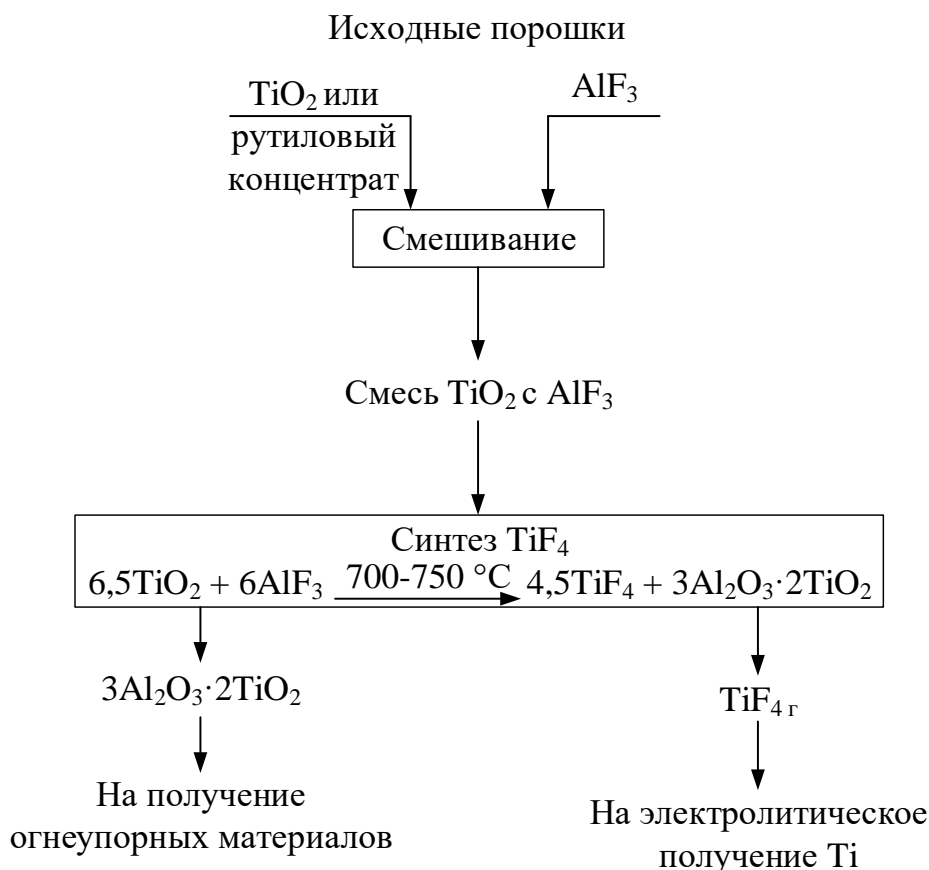 Исходные порошки
TiO₂ или
рутиловый
концентрат
AlF₃
Смешивание
Смесь TiO₂ с AlF₃
Синтез TiF₄
6,5TiO₂ + 6AlF₃ 700-750 °C 4,5TiF₄ + 3Al₂O₃·2TiO₂
3Al₂O₃·2TiO₂
TiF₄ г
На получение
огнеупорных материалов
На электролитическое
получение Ti